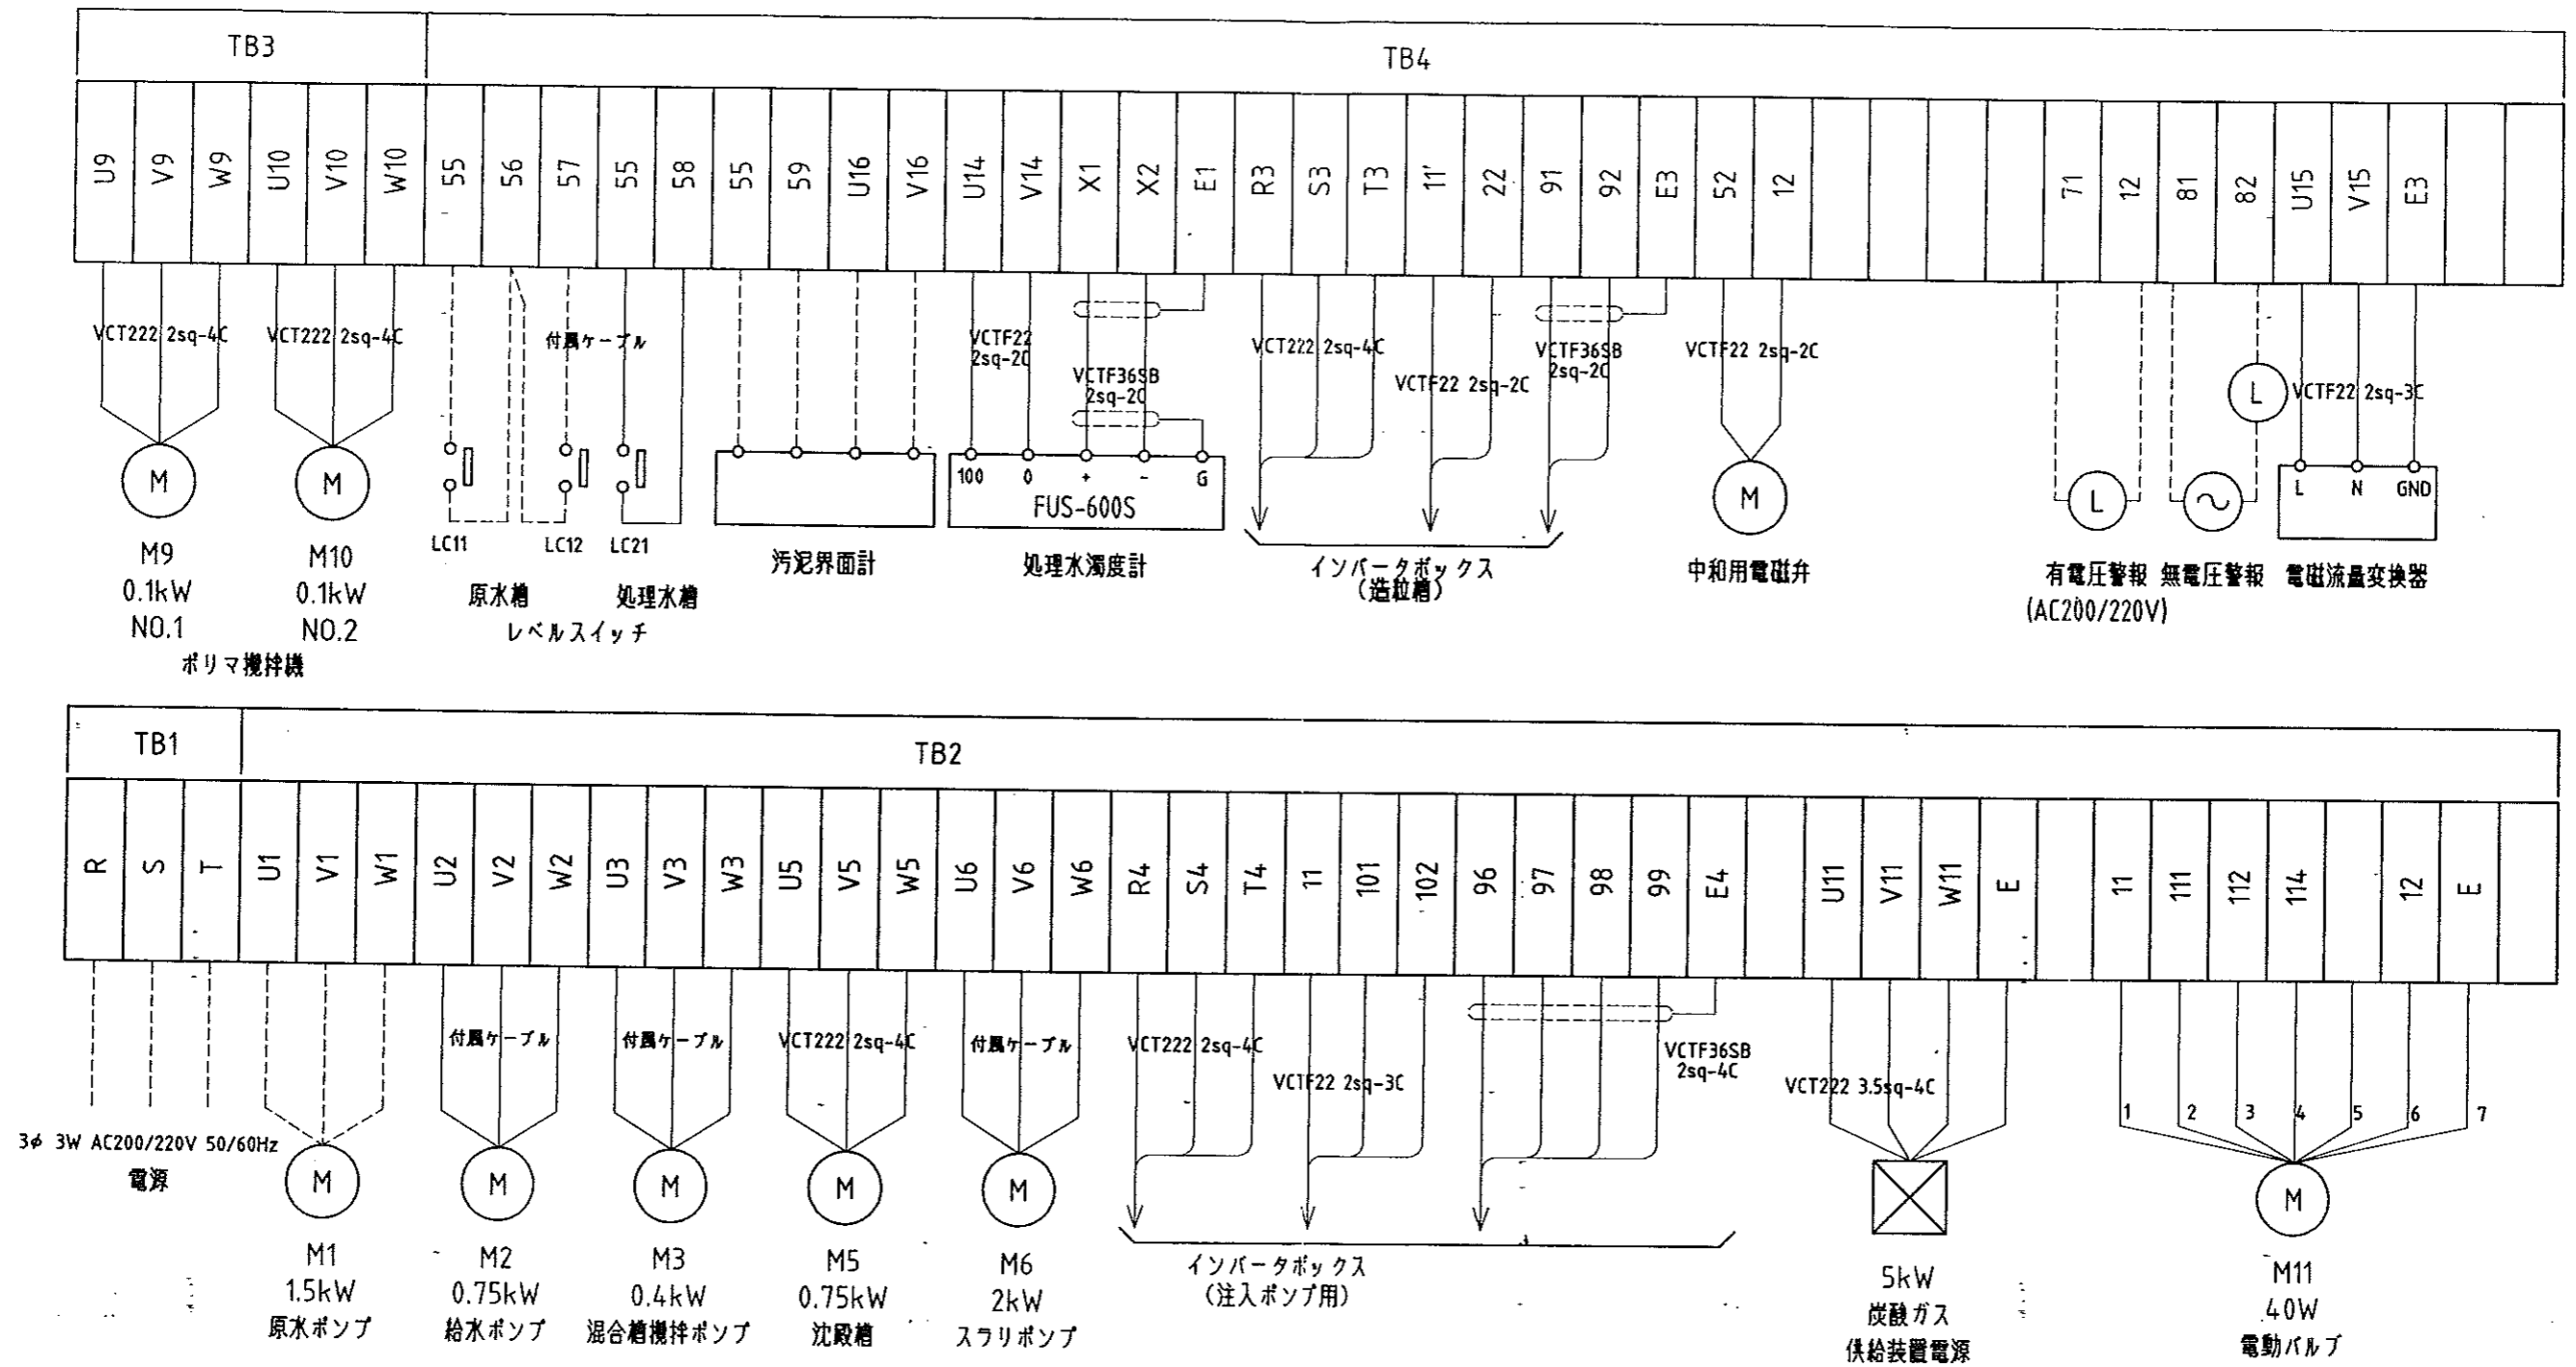 TB3 TB4
U9 V9 W9 U10 V10 W10 55 56 57 55 58 55 59 U16 V16 U14 V14 X1 X2 E1 R3 S3 T3 11' 22 91 92 E3 52 12 71 12 81 82 U15 V15 E3
VCT222 2sq-4C
VCT222 2sq-4C
付属ケーブル
VCTF22
2sq-2C
VCTF36SB
2sq-2C
VCT222 2sq-4C
VCTF22 2sq-2C
VCTF36SB
2sq-2C
VCTF22 2sq-2C
L
VCTF22 2sq-3C
M
M9
0.1kW
NO.1
M
M10
0.1kW
NO.2
ポリマ攪拌機
LC11 LC12 LC21
原水槽 処理水槽
レベルスイッチ
汚泥界面計
100 0 + - G
FUS-600S
処理水濁度計
インバータボックス
(造粒槽)
M
中和用電磁弁
L
有電圧警報
(AC200/220V)
無電圧警報
L N GND
電磁流量変換器
TB1 TB2
R S T U1 V1 W1 U2 V2 W2 U3 V3 W3 U5 V5 W5 U6 V6 W6 R4 S4 T4 11 101 102 96 97 98 99 E4 U11 V11 W11 E 11 111 112 114 12 E
付属ケーブル
付属ケーブル
VCT222 2sq-4C
付属ケーブル
VCT222 2sq-4C
VCTF22 2sq-3C
VCTF36SB
2sq-4C
VCT222 3.5sq-4C
1 2 3 4 5 6 7
3φ 3W AC200/220V 50/60Hz
電源
M
M1
1.5kW
原水ポンプ
M
M2
0.75kW
給水ポンプ
M
M3
0.4kW
混合槽攪拌ポンプ
M
M5
0.75kW
沈殿槽
M
M6
2kW
スラリポンプ
インバータボックス
(注入ポンプ用)
5kW
炭酸ガス
供給装置電源
M
M11
40W
電動バルブ